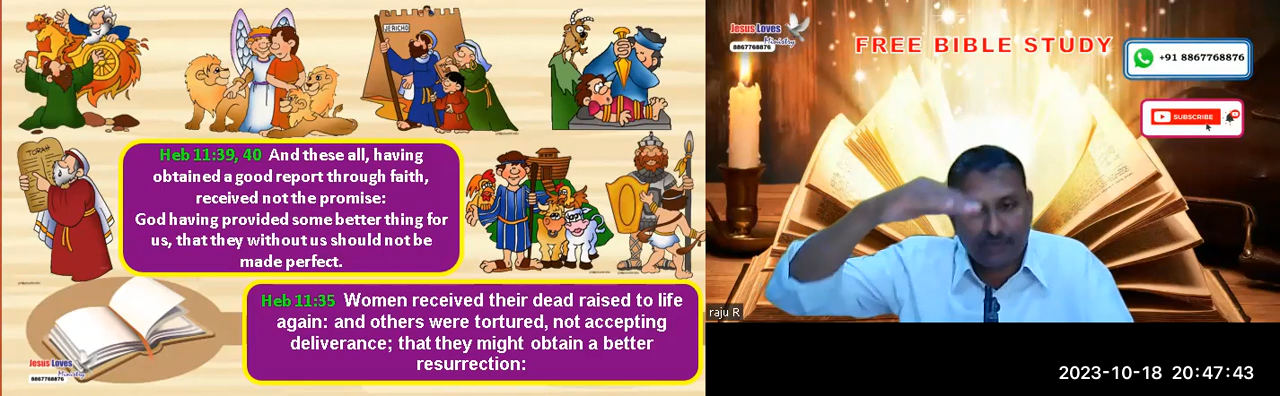 JERICHO
TORAH
Heb 11:39, 40 And these all, having
obtained a good report through faith,
received not the promise:
God having provided some better thing for
us, that they without us should not be
made perfect.
Heb 11:35 Women received their dead raised to life
again: and others were tortured, not accepting
deliverance; that they might obtain a better
resurrection:
Jesus Loves
Ministry
8867768876
Jesus Loves
Ministry
8867768876
FREE BIBLE STUDY
+91 8867768876
SUBSCRIBE
raju R
2023-10-18 20:47:43